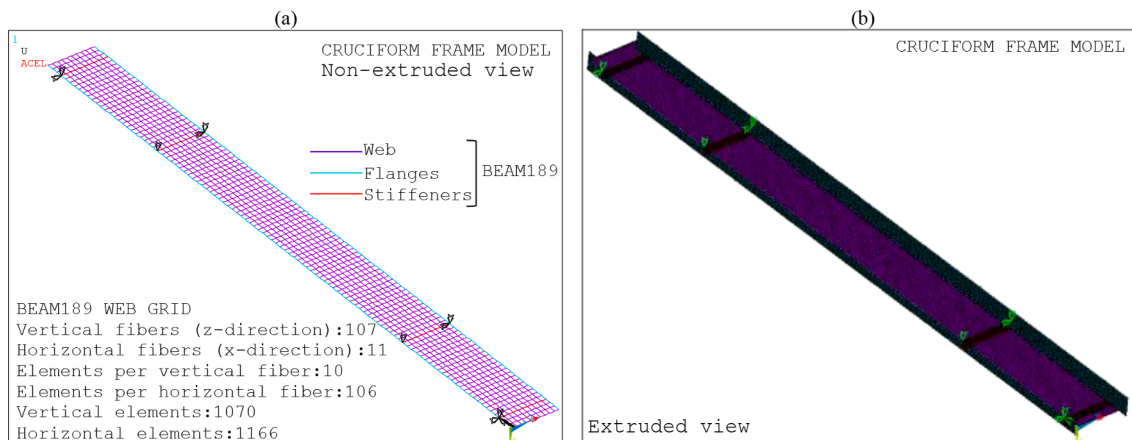 (a)
1
U
ACEL
CRUCIFORM FRAME MODEL
Non-extruded view
Web
Flanges
Stiffeners
BEAM189
BEAM189 WEB GRID
Vertical fibers (z-direction):107
Horizontal fibers (x-direction):11
Elements per vertical fiber:10
Elements per horizontal fiber:106
Vertical elements:1070
Horizontal elements:1166
(b)
CRUCIFORM FRAME MODEL
Extruded view